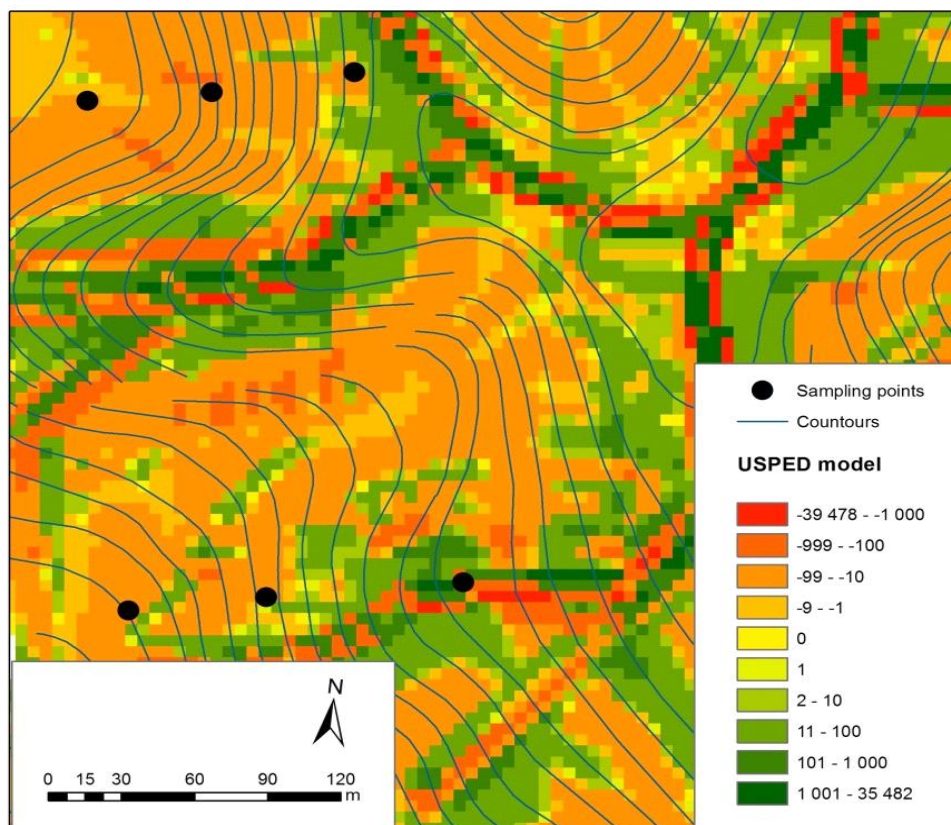 Sampling points
Countours
USPED model
-39 478 - -1 000
-999 - -100
-99 - -10
-9 - -1
0
1
2 - 10
11 - 100
101 - 1 000
1 001 - 35 482
N
0 15 30 60 90 120
m